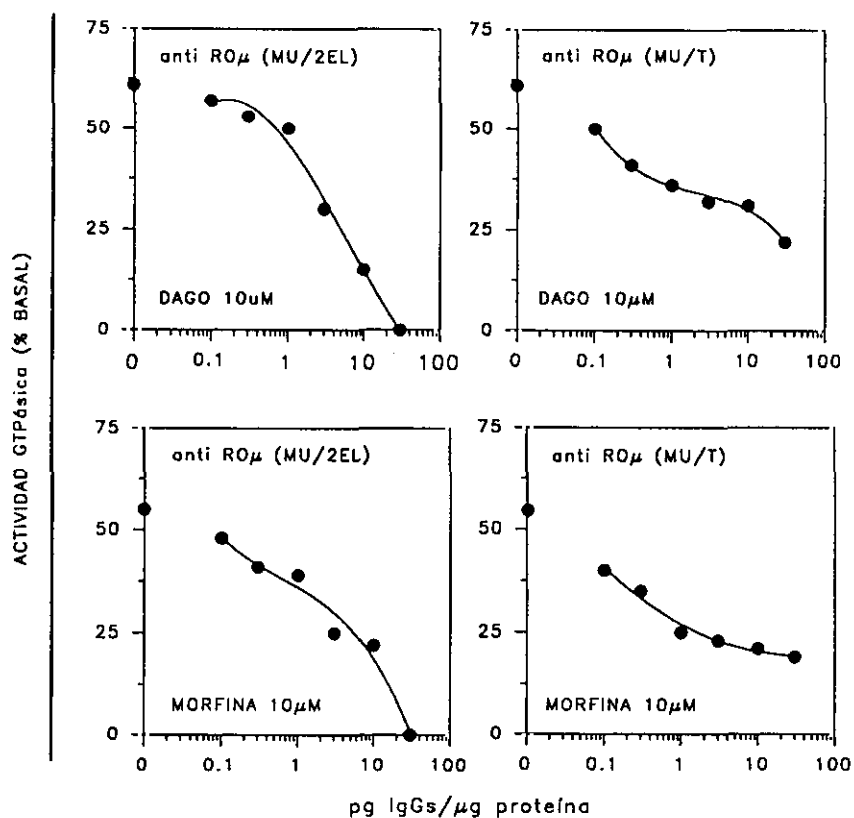 ACTIVIDAD GTPásica (% BASAL)
75
50
25
0
anti ROμ (MU/2EL)
DAGO 10uM
0 0.1 1 10 100
75
50
25
0
anti ROμ (MU/T)
DAGO 10μM
0 0.1 1 10 100
75
50
25
0
anti ROμ (MU/2EL)
MORFINA 10μM
0 0.1 1 10 100
75
50
25
0
anti ROμ (MU/T)
MORFINA 10μM
0 0.1 1 10 100
pg IgGs/μg proteína